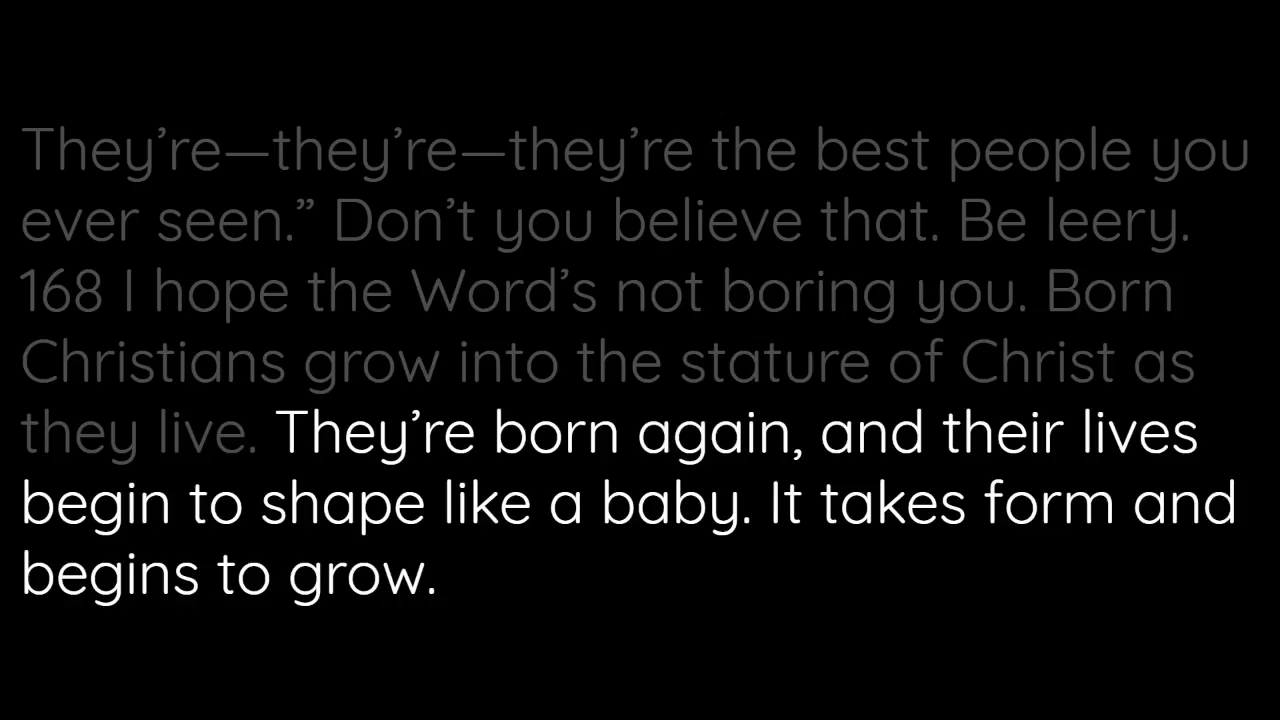 They’re—they’re—they’re the best people you
ever seen.” Don’t you believe that. Be leery.
168 I hope the Word’s not boring you. Born
Christians grow into the stature of Christ as
they live. They’re born again, and their lives
begin to shape like a baby. It takes form and
begins to grow.